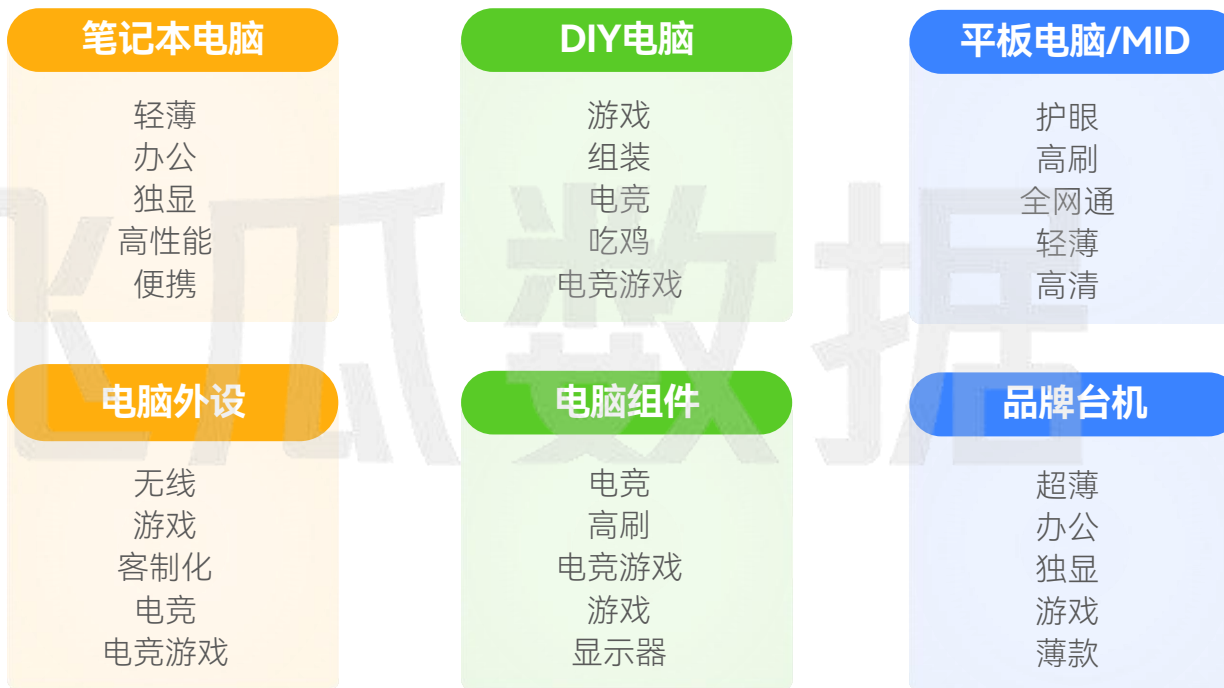 笔记本电脑
轻薄
办公
独显
高性能
便携
DIY电脑
游戏
组装
电竞
吃鸡
电竞游戏
平板电脑/MID
护眼
高刷
全网通
轻薄
高清
电脑外设
无线
游戏
客制化
电竞
电竞游戏
电脑组件
电竞
高刷
电竞游戏
游戏
显示器
品牌台机
超薄
办公
独显
游戏
薄款
飞瓜数据